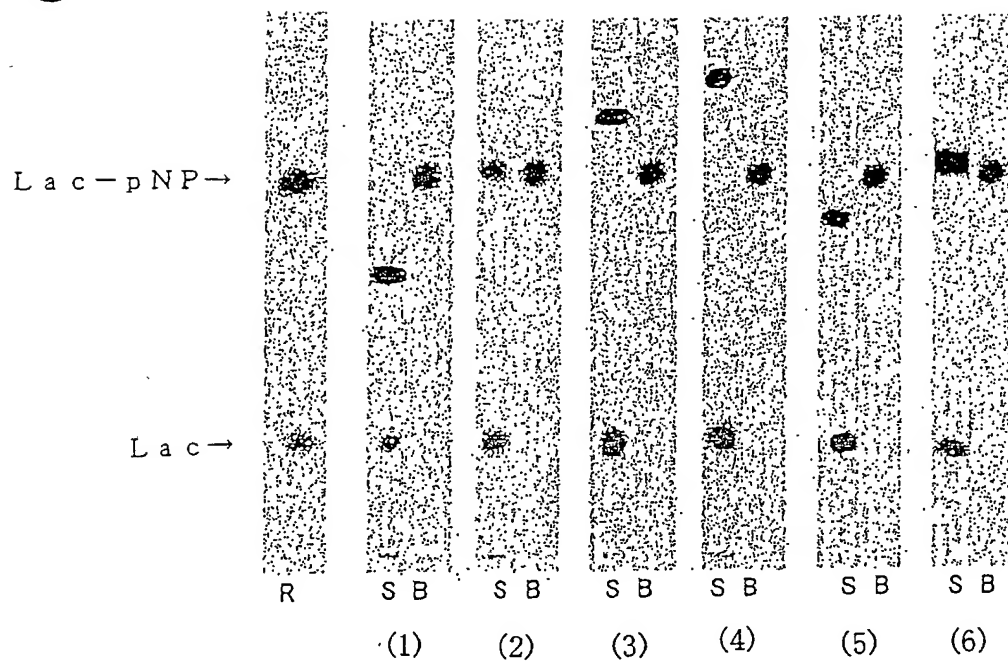 Lac-pNP→
Lac→
R S B S B S B S B S B S B
(1) (2) (3) (4) (5) (6)